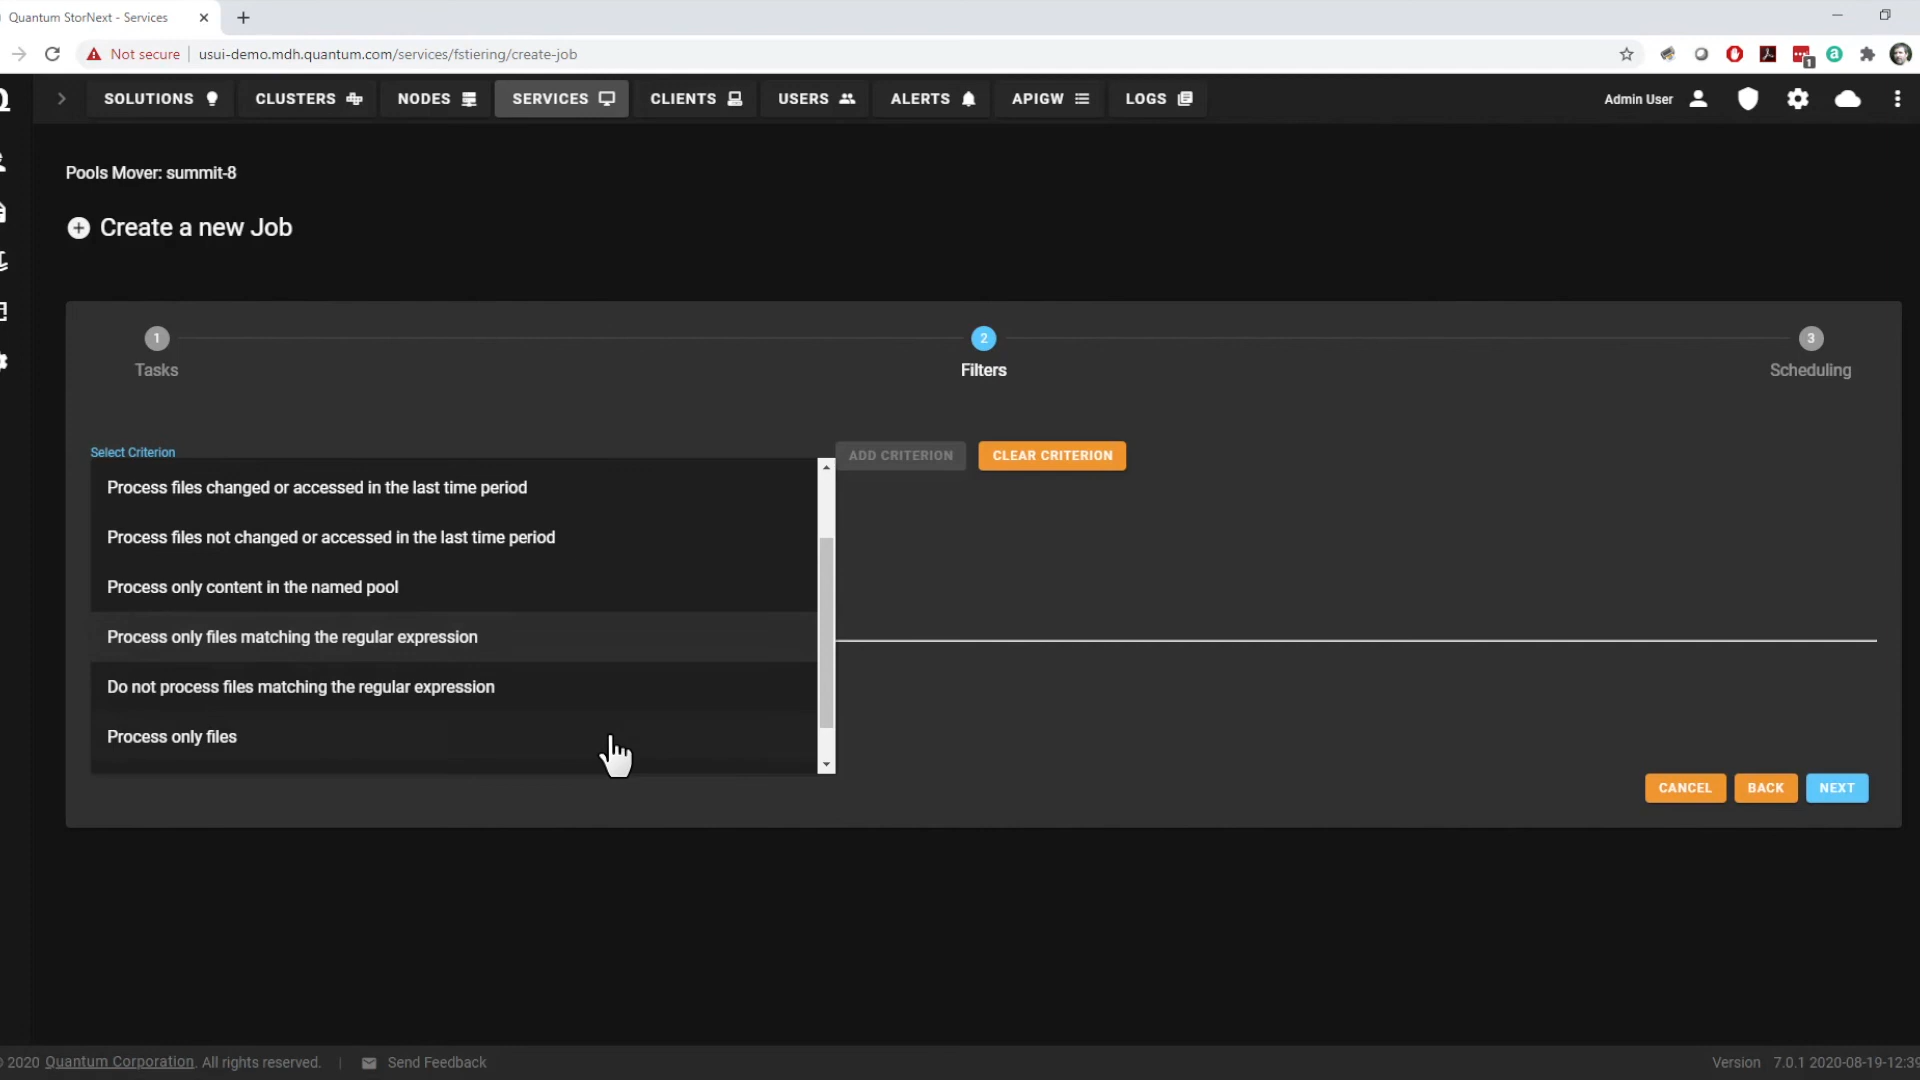 Quantum StorNext - Services
Not secure
usui-demo.mdh.quantum.com/services/fstiering/create-job
1
SOLUTIONS
CLUSTERS
NODES
SERVICES
CLIENTS
USERS
ALERTS
APIGW
LOGS
Admin User
Pools Mover: summit-8
Create a new Job
1
2
3
Tasks
Filters
Scheduling
Select Criterion
ADD CRITERION
CLEAR CRITERION
Process files changed or accessed in the last time period
Process files not changed or accessed in the last time period
Process only content in the named pool
Process only files matching the regular expression
Do not process files matching the regular expression
Process only files
CANCEL
BACK
NEXT
2020 Quantum Corporation. All rights reserved. | Send Feedback
Version 7.0.1 2020-08-19-12:39